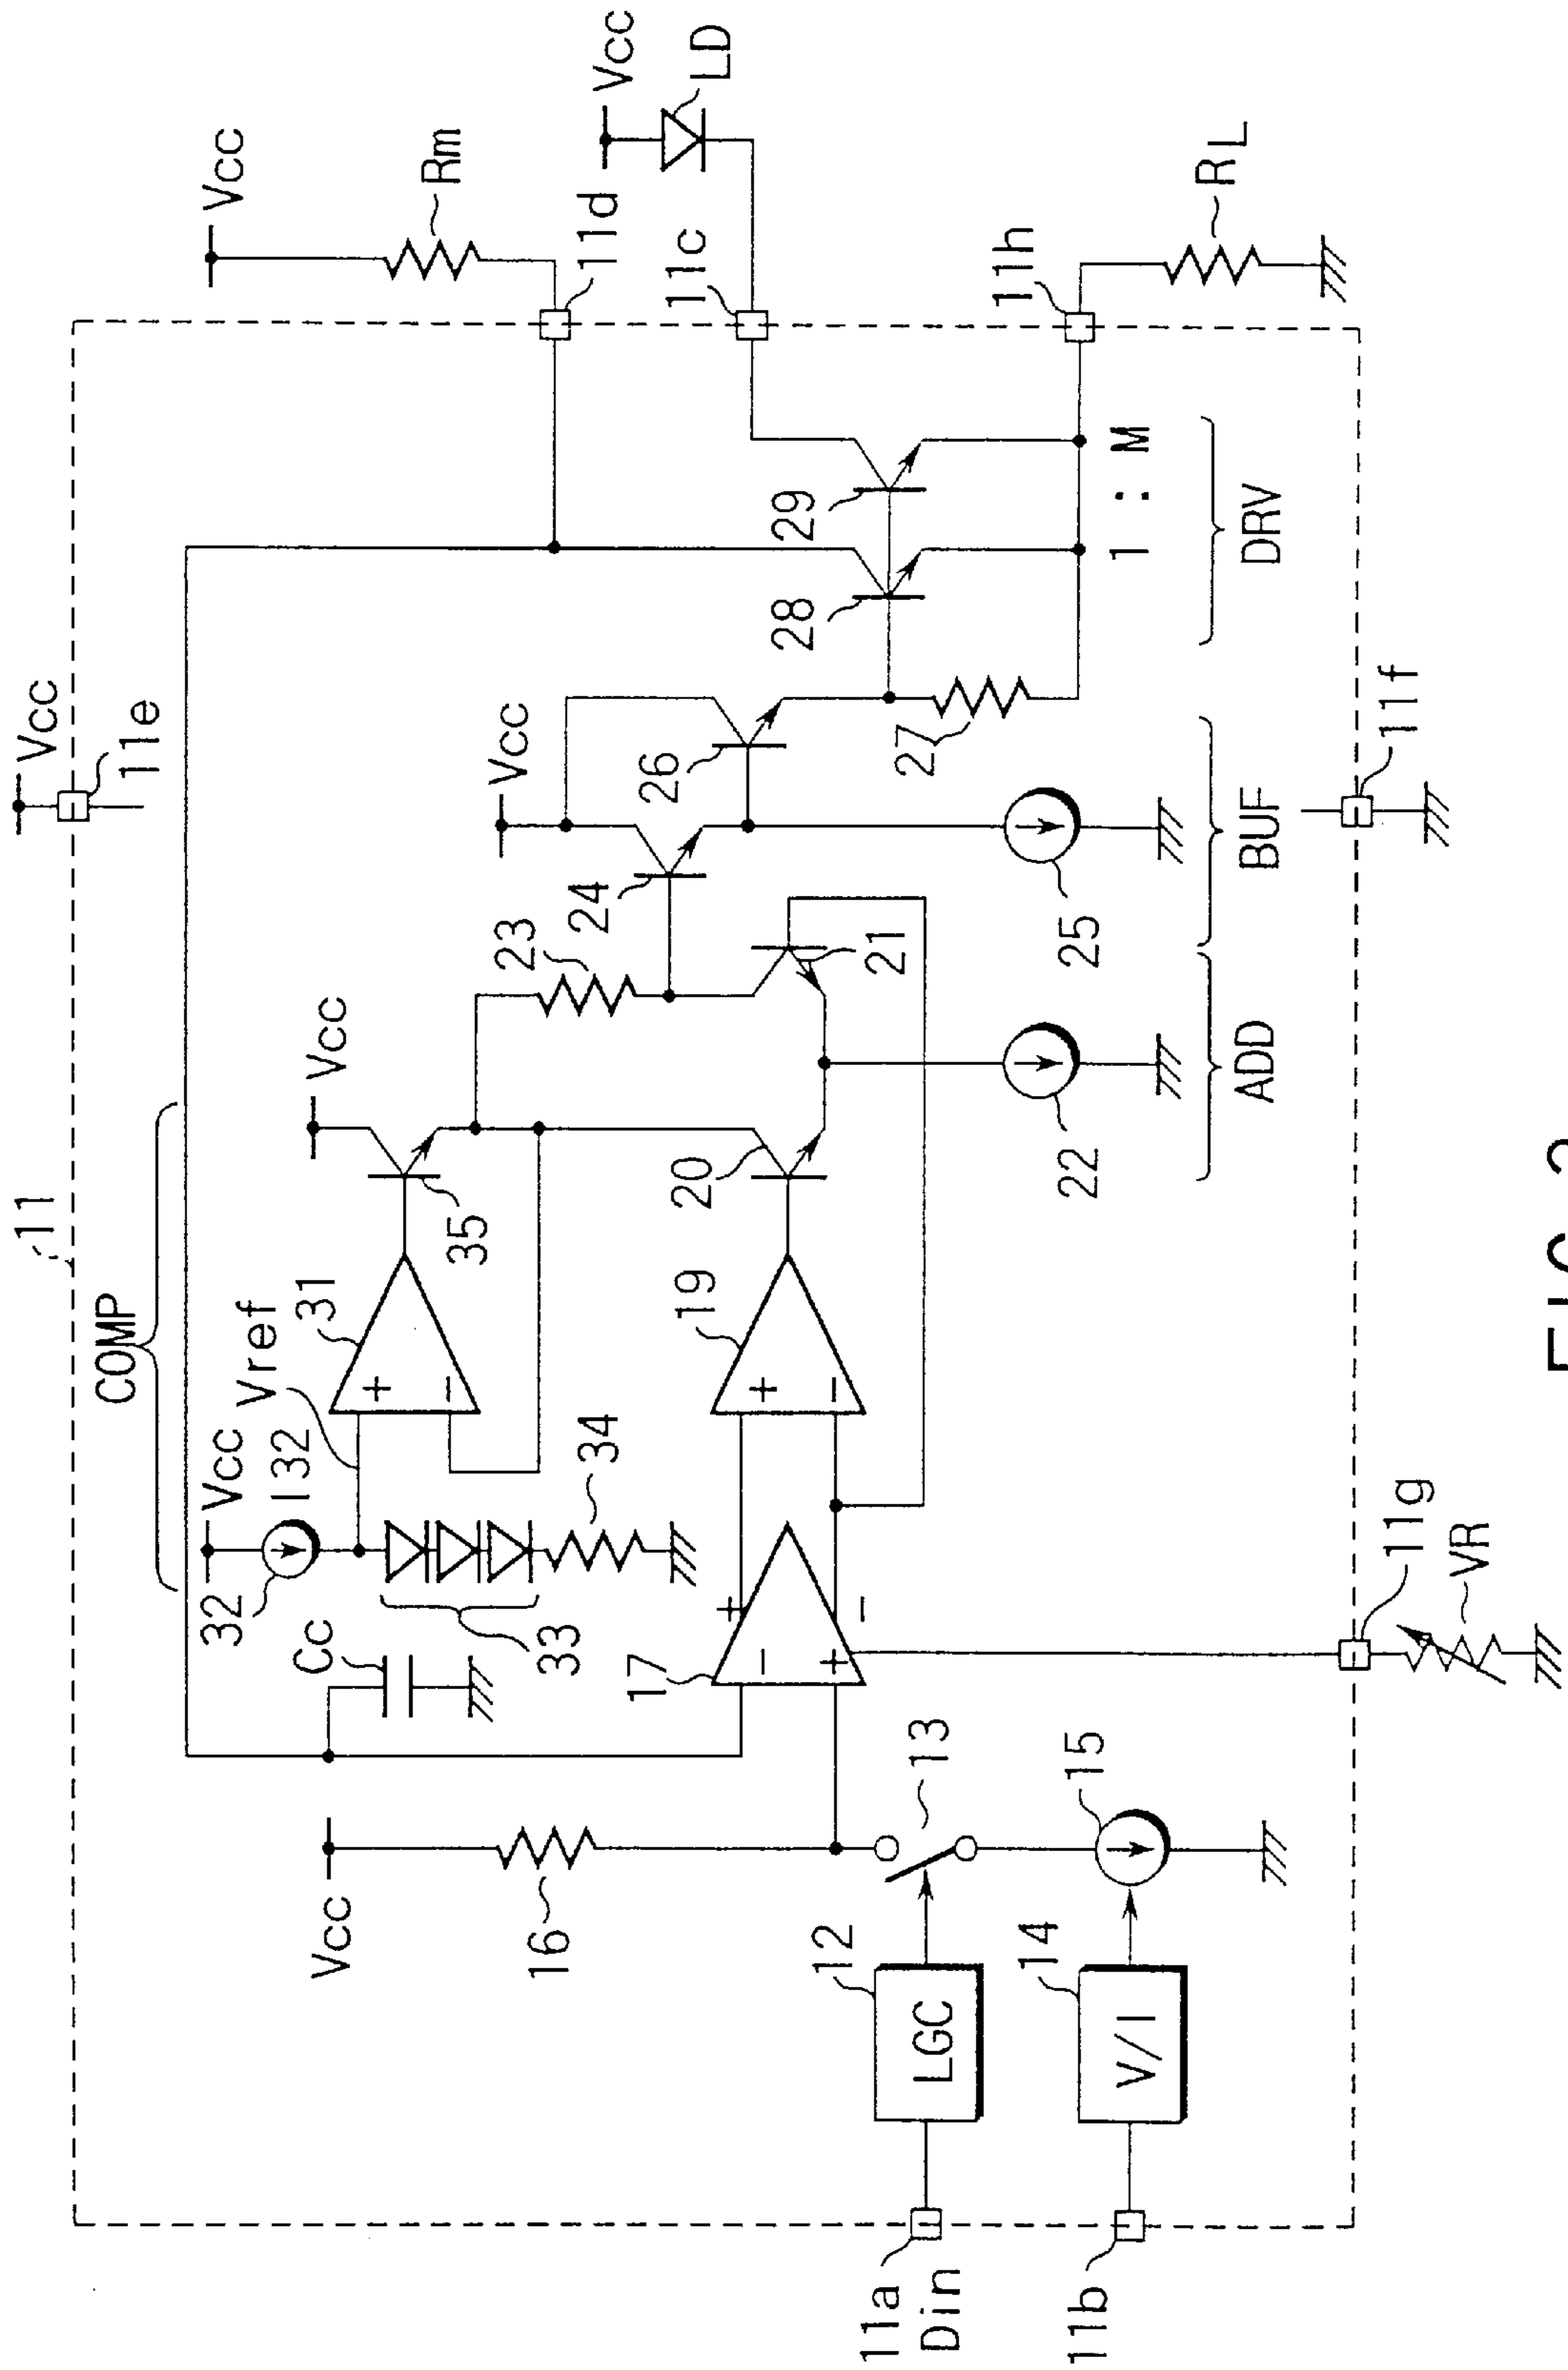 11
Vcc
11e
COMP
Vcc
Rm
11d
Vcc
LD
11c
11h
RL
Vcc
32
I32
Vref
31
+
−
35
Vcc
33
34
Cc
Vcc
16
17
−
+
+
−
19
+
−
20
21
22
23
ADD
Vcc
24
25
26
27
BUF
28
29
1 : M
DRV
11a
Din
12
LGC
13
11b
14
V/I
15
11g
VR
11f